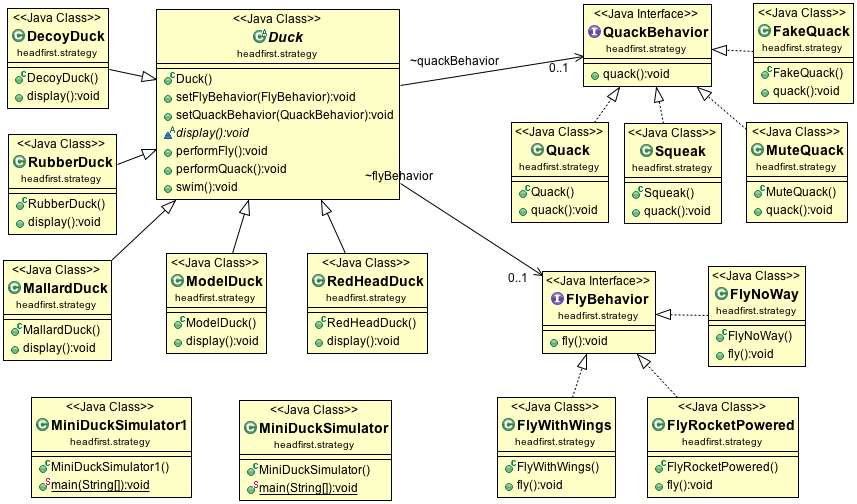 <<Java Class>>
DecoyDuck
headfirst.strategy
DecoyDuck()
display():void
<<Java Class>>
Duck
headfirst.strategy
Duck()
setFlyBehavior(FlyBehavior):void
setQuackBehavior(QuackBehavior):void
display():void
performFly():void
performQuack():void
swim():void
~quackBehavior
0..1
<<Java Interface>>
QuackBehavior
headfirst.strategy
quack():void
<<Java Class>>
FakeQuack
headfirst.strategy
FakeQuack()
quack():void
<<Java Class>>
RubberDuck
headfirst.strategy
RubberDuck()
display():void
<<Java Class>>
Quack
headfirst.strategy
Quack()
quack():void
<<Java Class>>
Squeak
headfirst.strategy
Squeak()
quack():void
<<Java Class>>
MuteQuack
headfirst.strategy
MuteQuack()
quack():void
~flyBehavior
0..1
<<Java Class>>
MallardDuck
headfirst.strategy
MallardDuck()
display():void
<<Java Class>>
ModelDuck
headfirst.strategy
ModelDuck()
display():void
<<Java Class>>
RedHeadDuck
headfirst.strategy
RedHeadDuck()
display():void
<<Java Interface>>
FlyBehavior
headfirst.strategy
fly():void
<<Java Class>>
FlyNoWay
headfirst.strategy
FlyNoWay()
fly():void
<<Java Class>>
MiniDuckSimulator1
headfirst.strategy
MiniDuckSimulator1()
main(String[]):void
<<Java Class>>
MiniDuckSimulator
headfirst.strategy
MiniDuckSimulator()
main(String[]):void
<<Java Class>>
FlyWithWings
headfirst.strategy
FlyWithWings()
fly():void
<<Java Class>>
FlyRocketPowered
headfirst.strategy
FlyRocketPowered()
fly():void